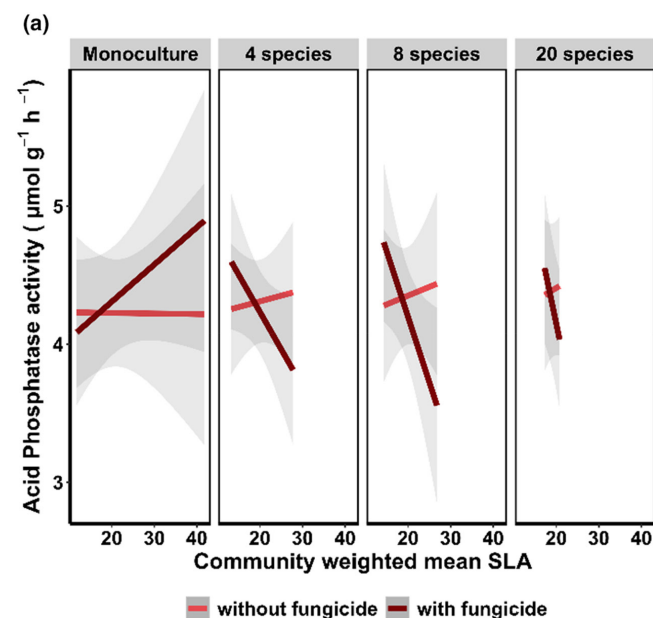 (a)
Monoculture 4 species 8 species 20 species
Acid Phosphatase activity ( µmol g⁻¹ h ⁻¹)
5
4
3
20 30 40 20 30 40 20 30 40 20 30 40
Community weighted mean SLA
without fungicide with fungicide